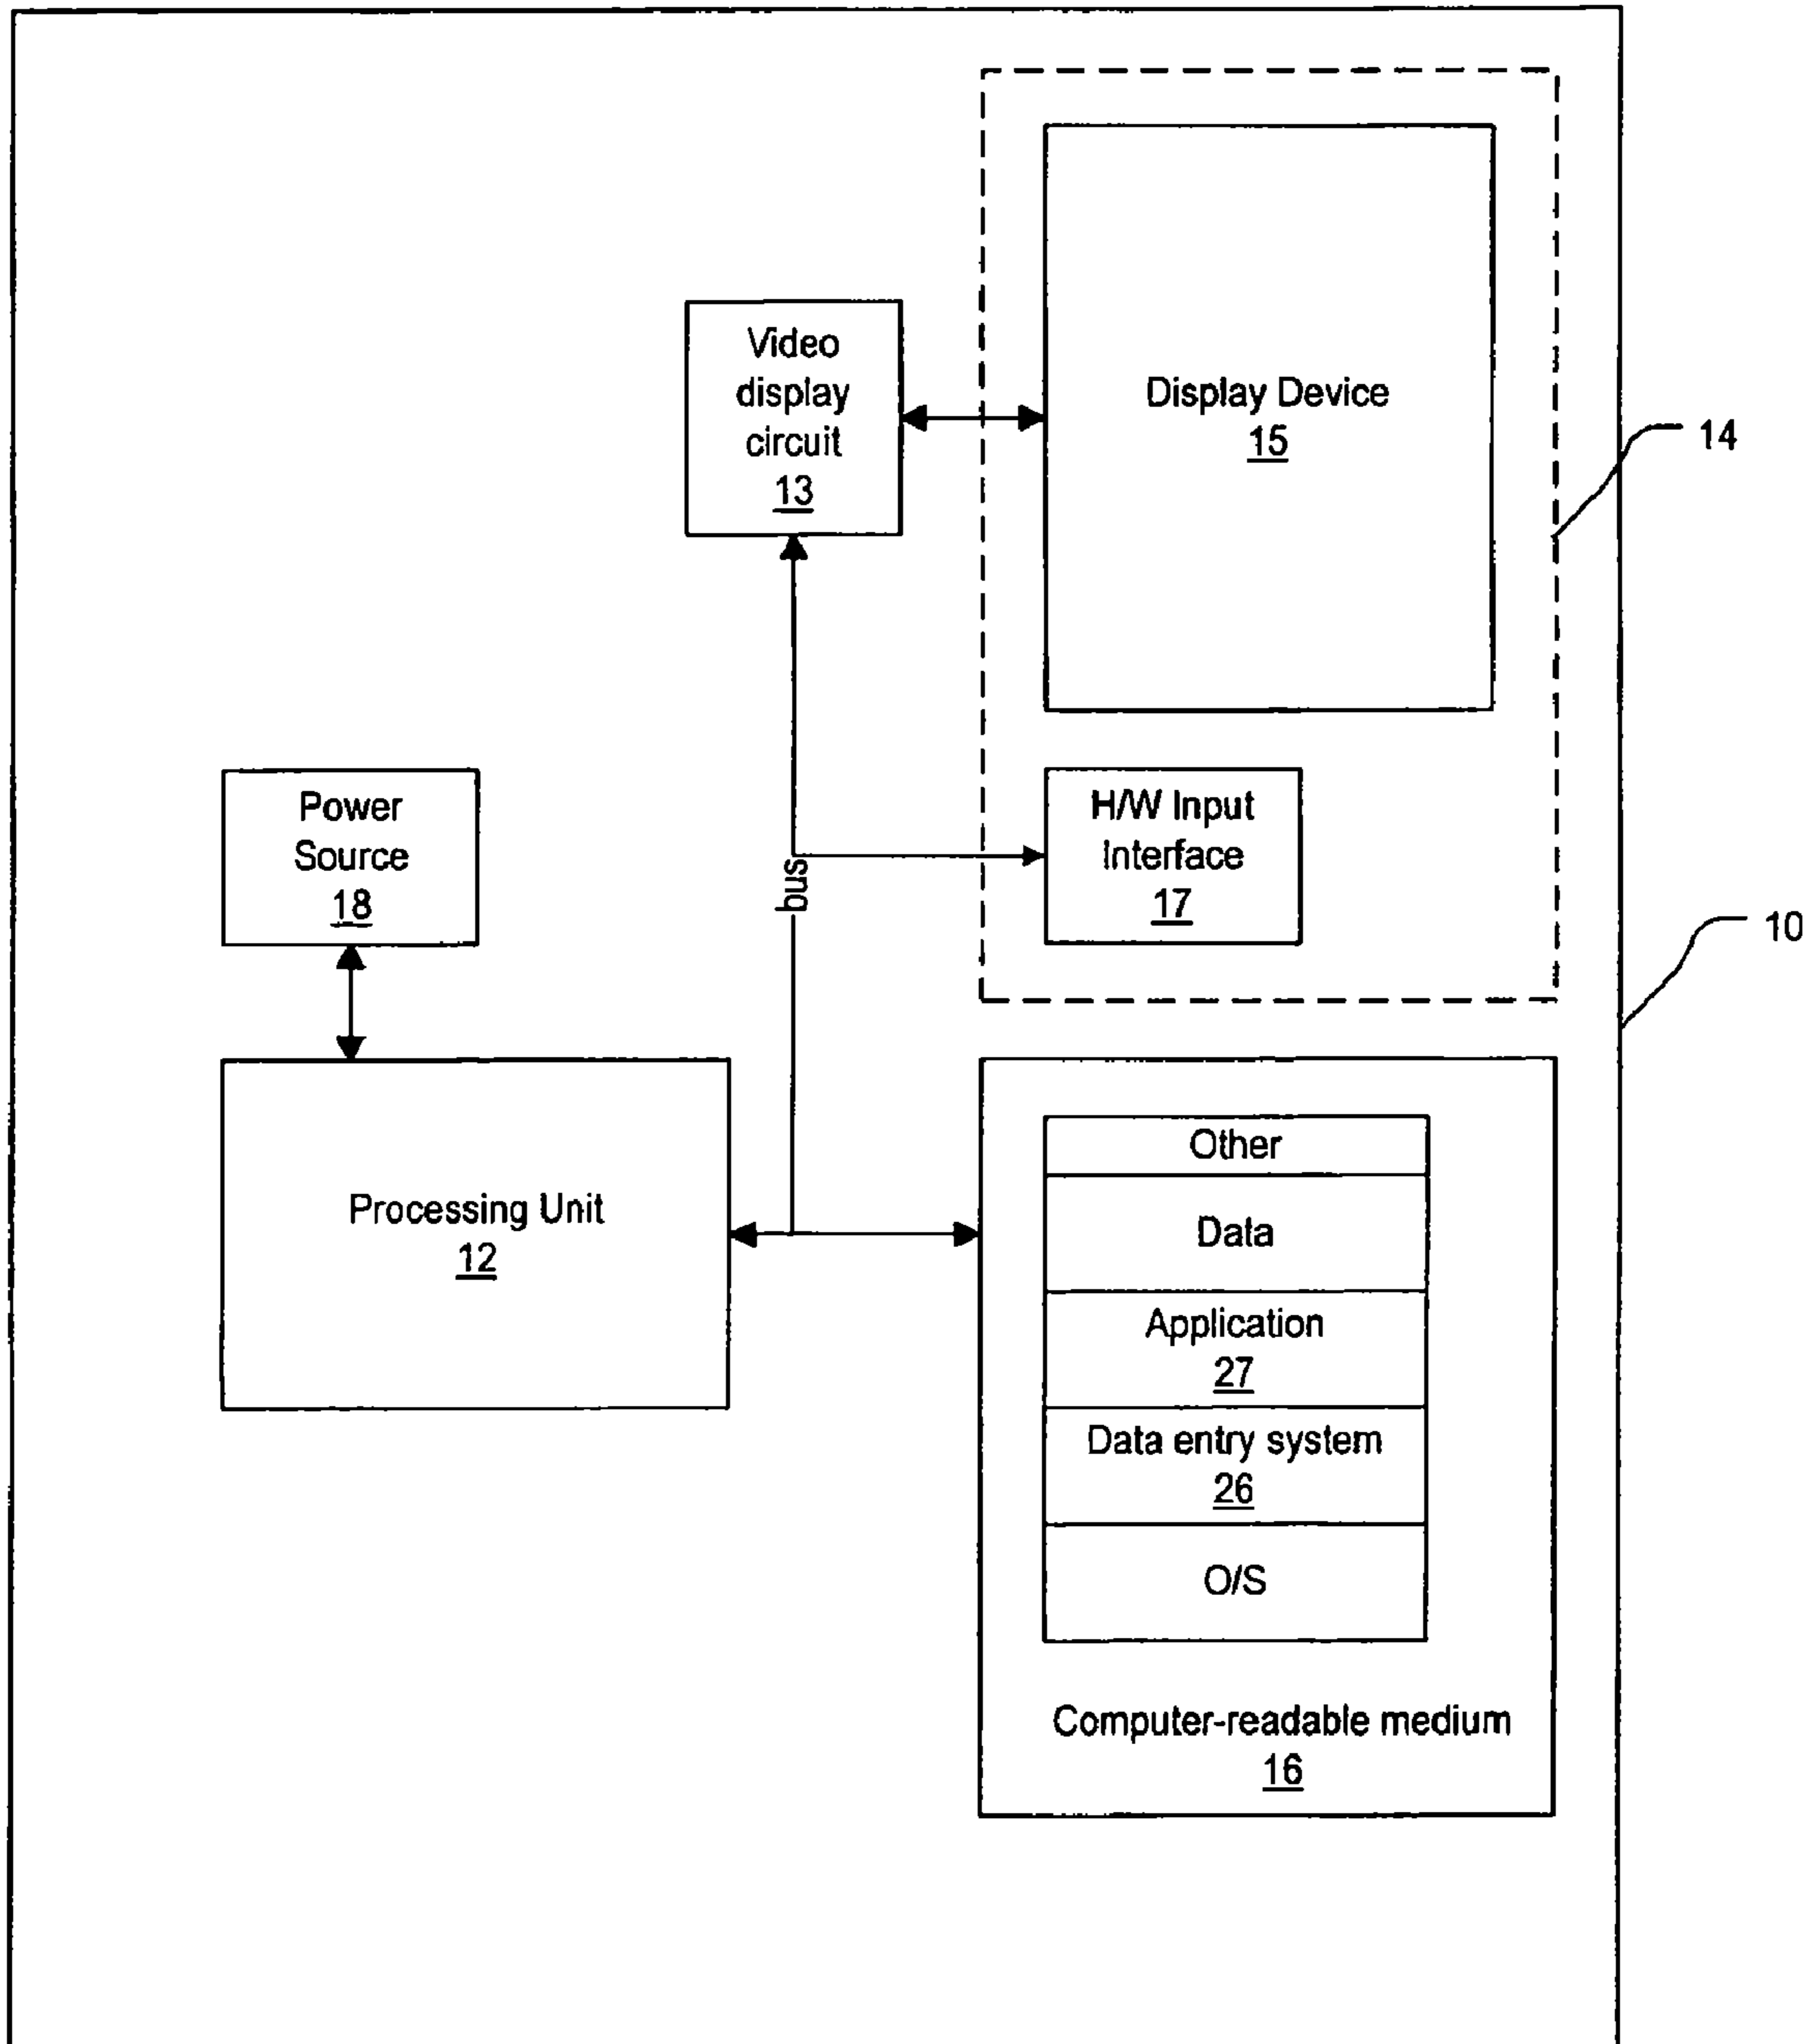 Video
display
circuit
13
Display Device
15
14
Power
Source
18
H/W Input
Interface
17
bus
10
Processing Unit
12
Other
Data
Application
27
Data entry system
26
O/S
Computer-readable medium
16